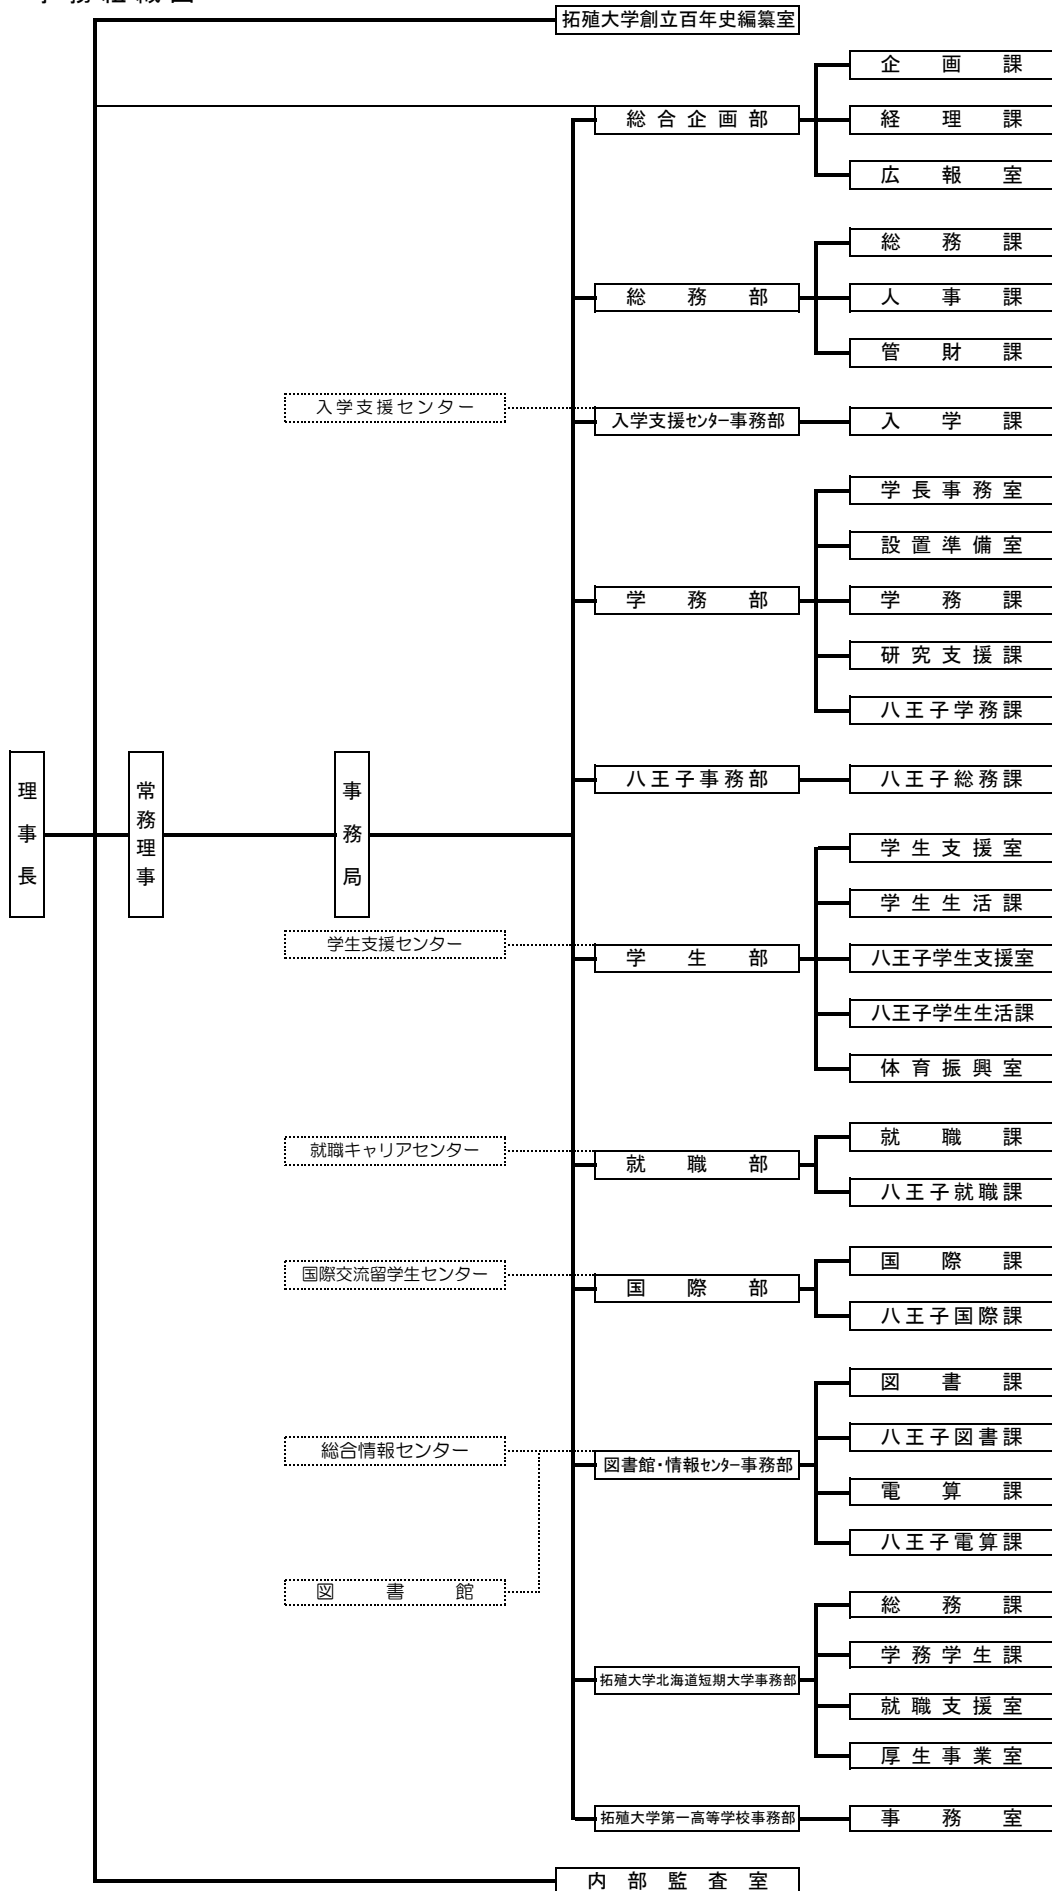 事務組織図
拓殖大学創立百年史編纂室
企画課
総合企画部
経理課
広報室
総務課
総務部
人事課
管財課
入学支援センター
入学支援センター事務部
入学課
学長事務室
設置準備室
学務部
学務課
研究支援課
八王子学務課
八王子事務部
八王子総務課
理事長
常務理事
事務局
学生支援室
学生生活課
学生支援センター
学生部
八王子学生支援室
八王子学生生活課
体育振興室
就職課
就職キャリアセンター
就職部
八王子就職課
国際課
国際交流留学生センター
国際部
八王子国際課
図書課
八王子図書課
総合情報センター
図書館・情報センター事務部
電算課
八王子電算課
図書館
総務課
学務学生課
拓殖大学北海道短期大学事務部
就職支援室
厚生事業室
拓殖大学第一高等学校事務部
事務室
内部監査室